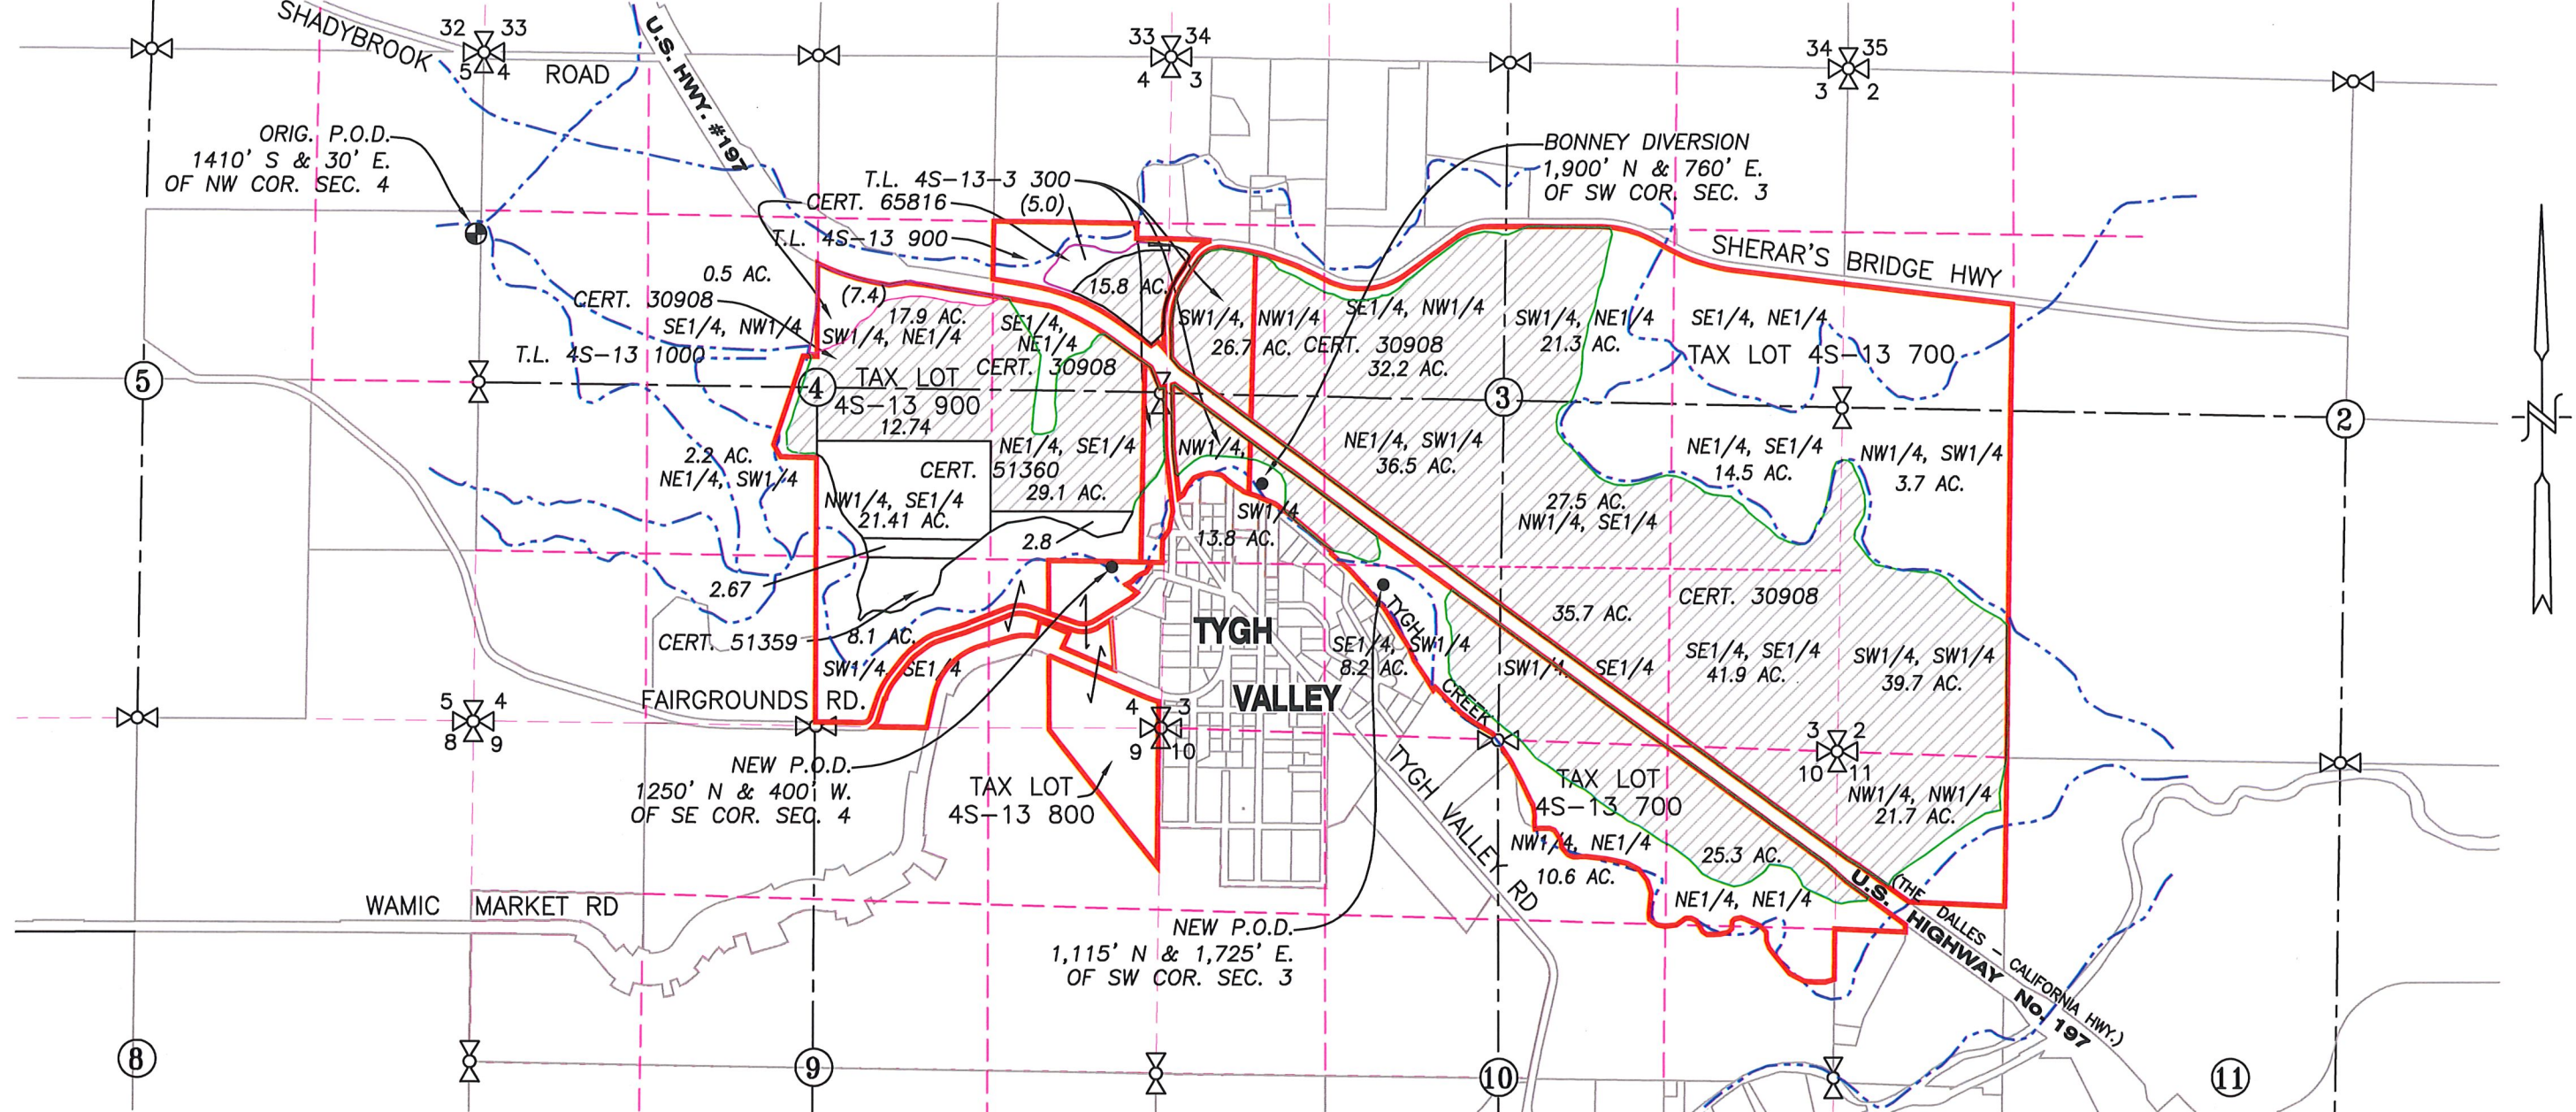 SHADYBROOK
ROAD
U.S. HWY. #197
32 33
5 4
33 34
4 3
34 35
3 2
ORIG. P.O.D.
1410' S & 30' E.
OF NW COR. SEC. 4
T.L. 4S-13-3 300
CERT. 65816
(5.0)
T.L. 4S-13 900
BONNEY DIVERSION
1,900' N & 760' E.
OF SW COR. SEC. 3
SHERAR'S BRIDGE HWY
0.5 AC.
CERT. 30908
SE1/4, NW1/4
T.L. 4S-13 1000
(7.4)
17.9 AC.
SW1/4, NE1/4
15.8 AC.
SE1/4,
NE1/4
CERT. 30908
SW1/4, NW1/4
26.7 AC.
SE1/4, NW1/4
CERT. 30908
32.2 AC.
SW1/4, NE1/4
21.3 AC.
SE1/4, NE1/4
TAX LOT 4S-13 700
5
4
3
2
TAX LOT
4S-13 900
12.74
2.2 AC.
NE1/4, SW1/4
NE1/4, SE1/4
CERT. 51360
29.1 AC.
NW1/4, SE1/4
21.41 AC.
NW1/4,
SW1/4
13.8 AC.
NE1/4, SW1/4
36.5 AC.
27.5 AC.
NW1/4, SE1/4
NE1/4, SE1/4
14.5 AC.
NW1/4, SW1/4
3.7 AC.
2.8
2.67
CERT. 51359
8.1 AC.
SW1/4, SE1/4
FAIRGROUNDS RD.
TYGH
VALLEY
TYGH
CREEK
SE1/4, SW1/4
8.2 AC.
35.7 AC.
SW1/4, SE1/4
CERT. 30908
SE1/4, SE1/4
41.9 AC.
SW1/4, SW1/4
39.7 AC.
5 4
8 9
4 3
9 10
3 2
10 11
NEW P.O.D.
1250' N & 400' W.
OF SE COR. SEC. 4
TAX LOT
4S-13 800
TYGH VALLEY RD
TAX LOT
4S-13 700
NW1/4, NW1/4
21.7 AC.
NW1/4, NE1/4
10.6 AC.
25.3 AC.
NE1/4, NE1/4
WAMIC MARKET RD
NEW P.O.D.
1,115' N & 1,725' E.
OF SW COR. SEC. 3
U.S. HIGHWAY No. 197
(THE DALLES - CALIFORNIA HWY.)
N
8
9
10
11